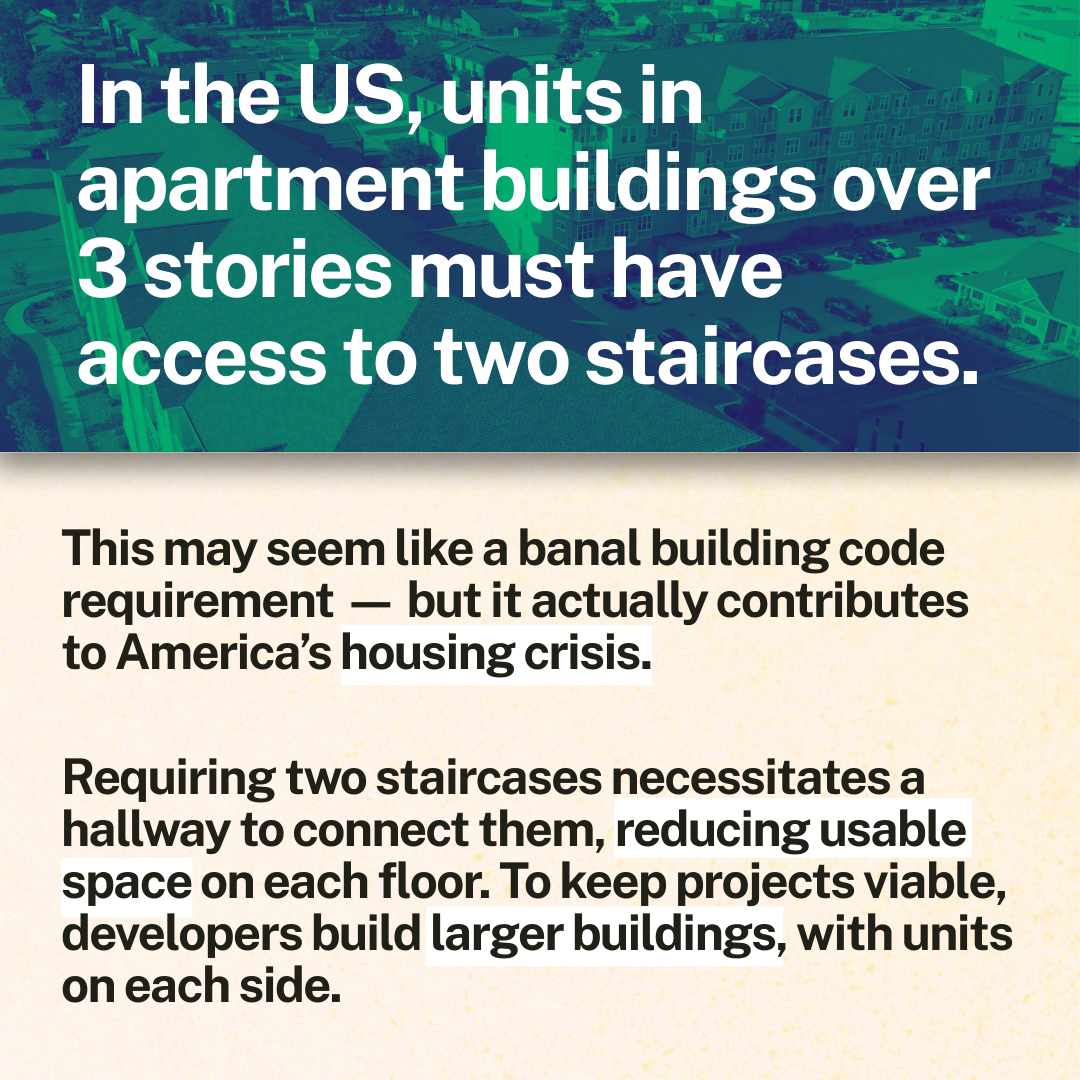 In the US, units in
apartment buildings over
3 stories must have
access to two staircases.
This may seem like a banal building code
requirement — but it actually contributes
to America’s housing crisis.
Requiring two staircases necessitates a
hallway to connect them, reducing usable
space on each floor. To keep projects viable,
developers build larger buildings, with units
on each side.